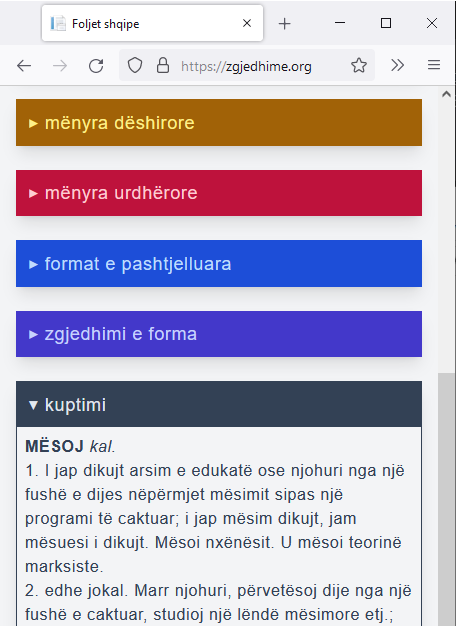 Foljet shqipe
https://zgjedhime.org
mënyra dëshirore
mënyra urdhërore
format e pashtjelluara
zgjedhimi e forma
kuptimi
MËSOJ kal.
1. I jap dikujt arsim e edukatë ose njohuri nga një
fushë e dijes nëpërmjet mësimit sipas një
programi të caktuar; i jap mësim dikujt, jam
mësuesi i dikujt. Mësoi nxënësit. U mësoi teorinë
marksiste.
2. edhe jokal. Marr njohuri, përvetësoj dije nga një
fushë e caktuar, studioj një lëndë mësimore etj.;